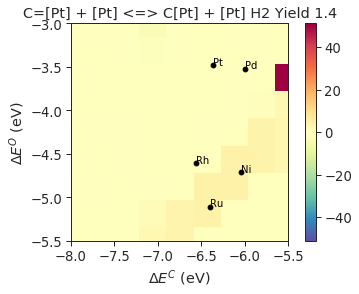 C=[Pt] + [Pt] <=> C[Pt] + [Pt] H2 Yield 1.4
−3.0
−3.5
−4.0
−4.5
−5.0
−5.5
ΔE^O (eV)
Pt
Pd
Rh
Ni
Ru
−8.0 −7.5 −7.0 −6.5 −6.0 −5.5
ΔE^C (eV)
40
20
0
−20
−40